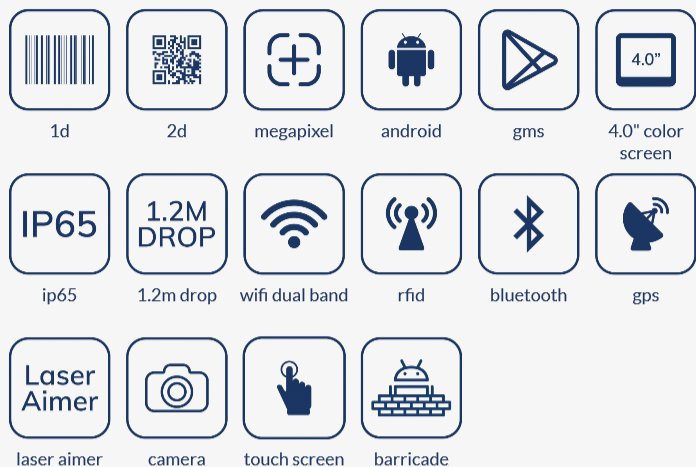 1d
2d
megapixel
android
gms
4.0"
4.0" color
screen
IP65
ip65
1.2M
DROP
1.2m drop
wifi dual band
rfid
bluetooth
gps
Laser
Aimer
laser aimer
camera
touch screen
barricade